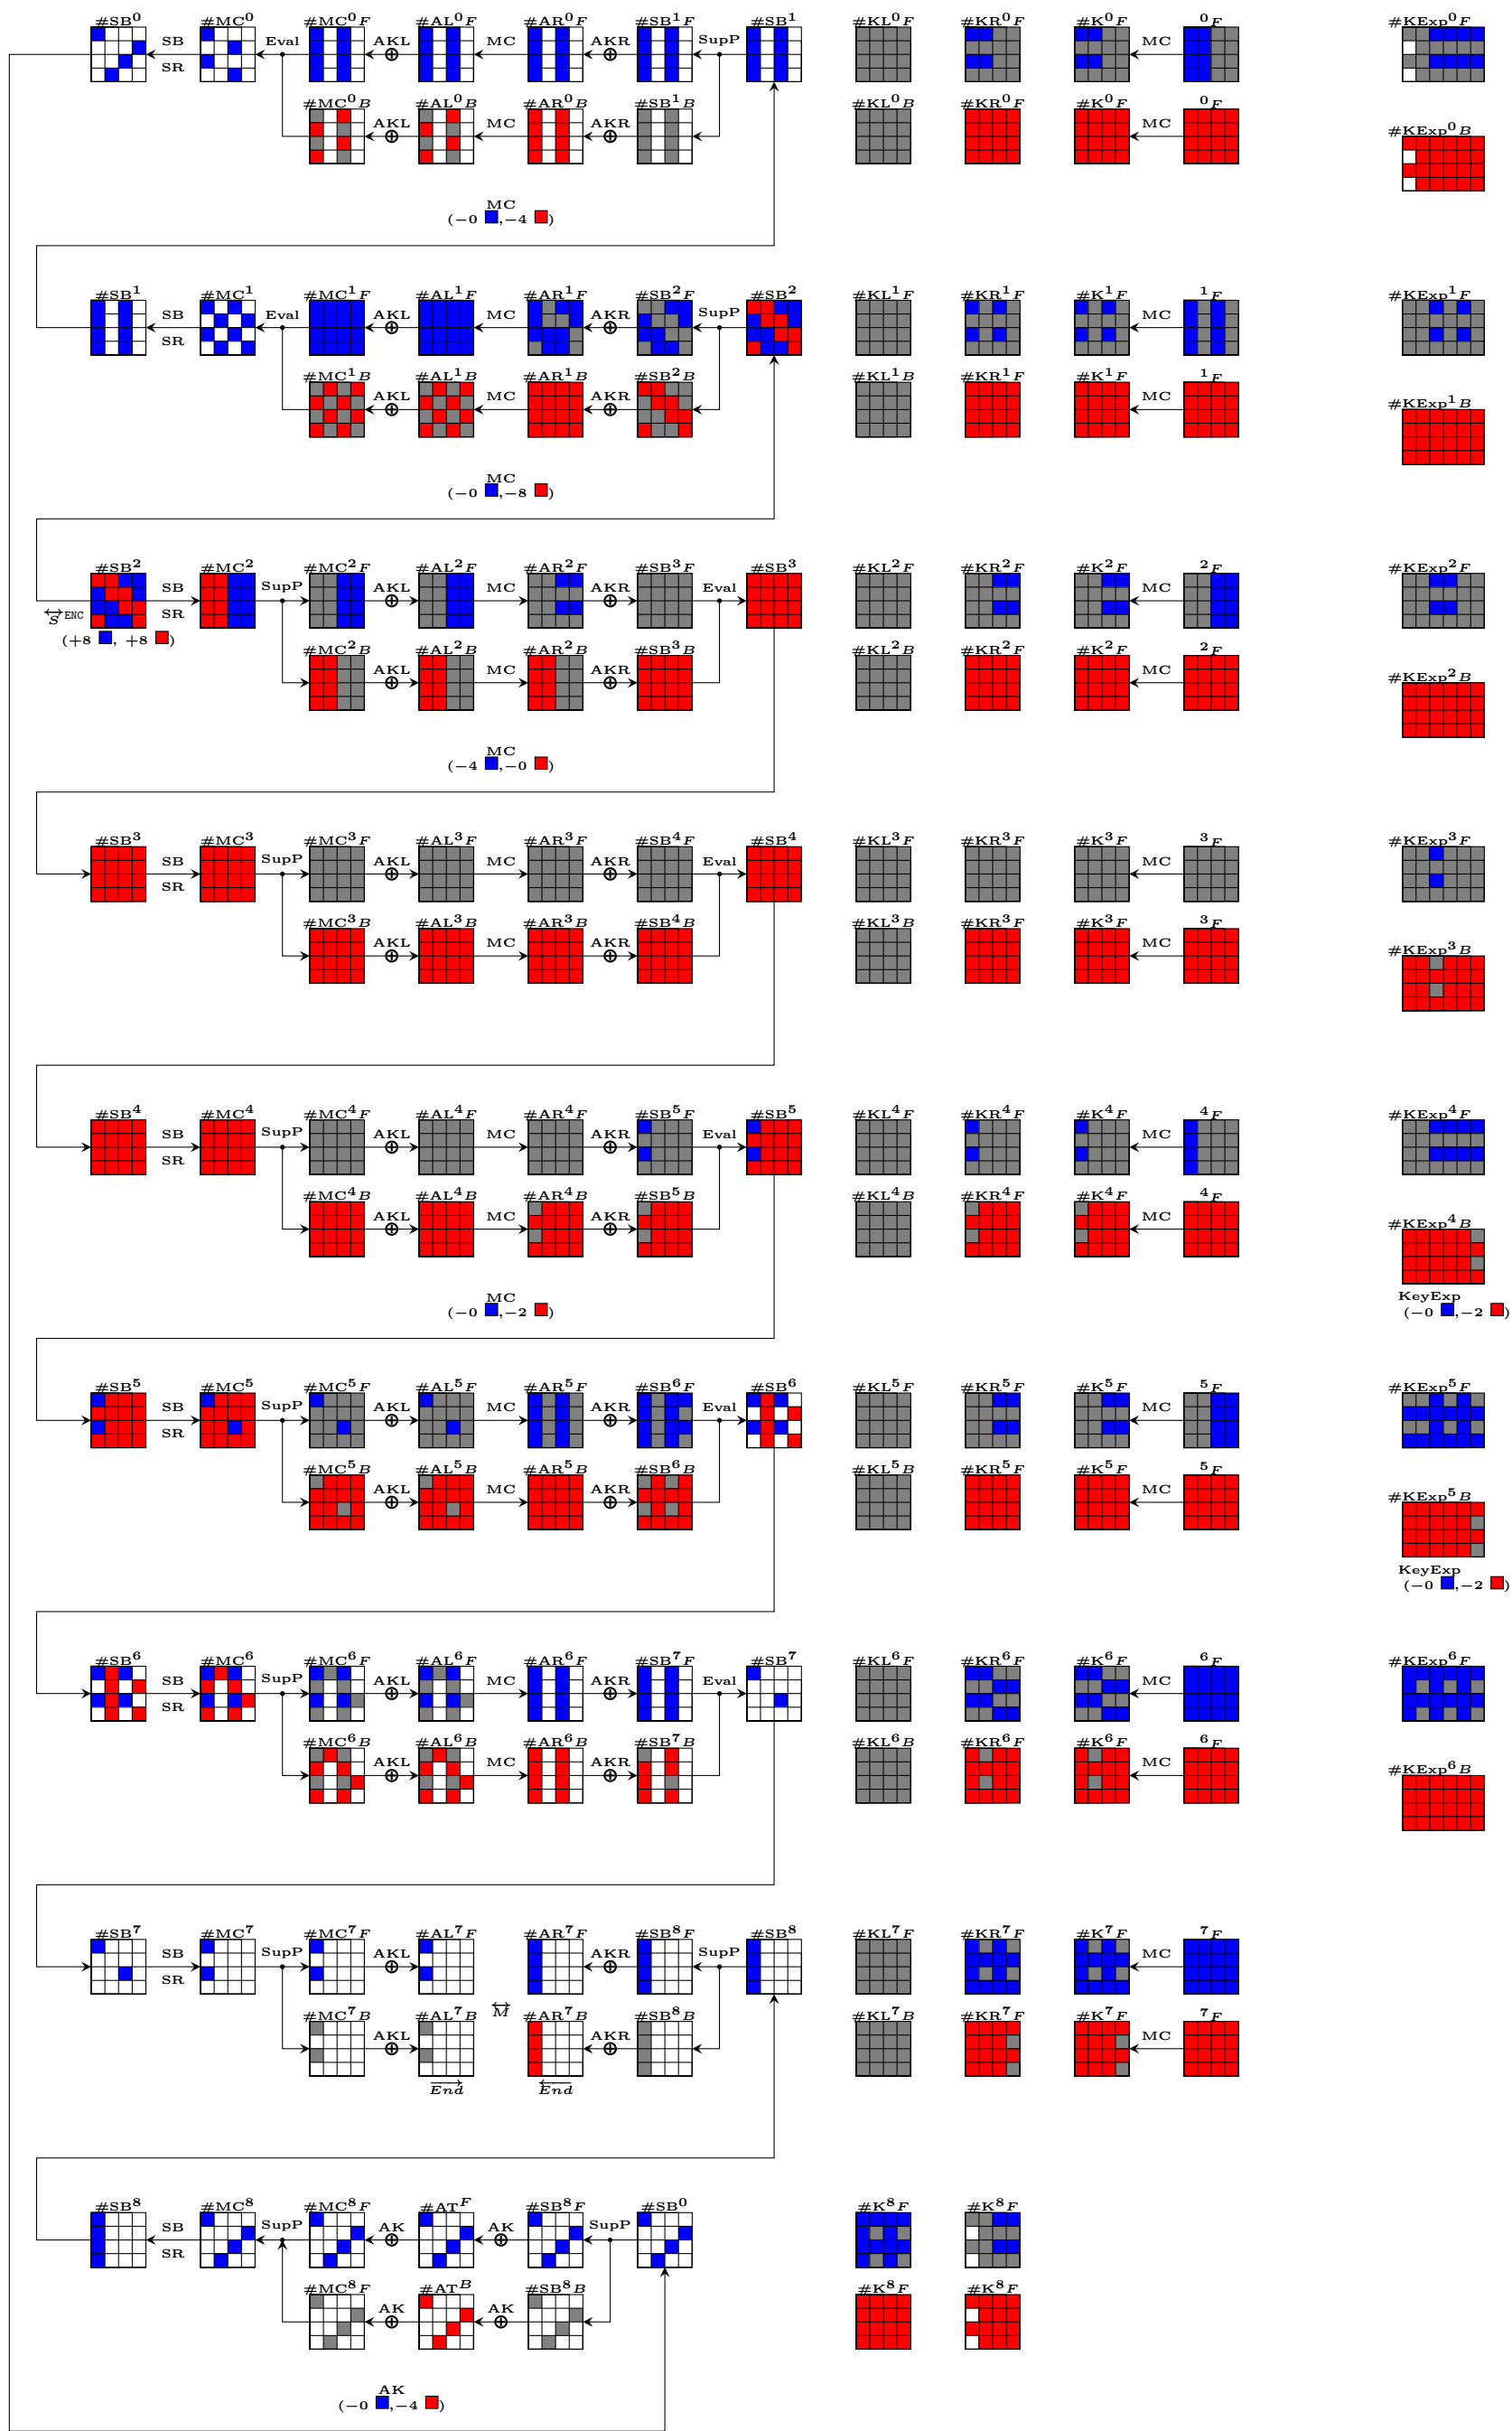 #SB⁰ #MC⁰ #MC⁰F #AL⁰F #AR⁰F #SB¹F #SB¹ #KL⁰F #KR⁰F #K⁰F ⁰F #KExp⁰F
SB SR Eval AKL ⊕ MC AKR ⊕ SupP MC
#MC⁰B #AL⁰B #AR⁰B #SB¹B #KL⁰B #KR⁰F #K⁰F ⁰F #KExp⁰B
AKL ⊕ MC AKR ⊕ MC
MC
(−0 ,−4 )
#SB¹ #MC¹ #MC¹F #AL¹F #AR¹F #SB²F #SB² #KL¹F #KR¹F #K¹F ¹F #KExp¹F
SB SR Eval AKL ⊕ MC AKR ⊕ SupP MC
#MC¹B #AL¹B #AR¹B #SB²B #KL¹B #KR¹F #K¹F ¹F #KExp¹B
AKL ⊕ MC AKR ⊕ MC
MC
(−0 ,−8 )
#SB² #MC² #MC²F #AL²F #AR²F #SB³F #SB³ #KL²F #KR²F #K²F ²F #KExp²F
SB SR SupP AKL ⊕ MC AKR ⊕ Eval MC
S ENC
(+8 , +8 )
#MC²B #AL²B #AR²B #SB³B #KL²B #KR²F #K²F ²F #KExp²B
AKL ⊕ MC AKR ⊕ MC
MC
(−4 ,−0 )
#SB³ #MC³ #MC³F #AL³F #AR³F #SB⁴F #SB⁴ #KL³F #KR³F #K³F ³F #KExp³F
SB SR SupP AKL ⊕ MC AKR ⊕ Eval MC
#MC³B #AL³B #AR³B #SB⁴B #KL³B #KR³F #K³F ³F #KExp³B
AKL ⊕ MC AKR ⊕ MC
#SB⁴ #MC⁴ #MC⁴F #AL⁴F #AR⁴F #SB⁵F #SB⁵ #KL⁴F #KR⁴F #K⁴F ⁴F #KExp⁴F
SB SR SupP AKL ⊕ MC AKR ⊕ Eval MC
#MC⁴B #AL⁴B #AR⁴B #SB⁵B #KL⁴B #KR⁴F #K⁴F ⁴F #KExp⁴B
AKL ⊕ MC AKR ⊕ MC
MC KeyExp
(−0 ,−2 ) (−0 ,−2 )
#SB⁵ #MC⁵ #MC⁵F #AL⁵F #AR⁵F #SB⁶F #SB⁶ #KL⁵F #KR⁵F #K⁵F ⁵F #KExp⁵F
SB SR SupP AKL ⊕ MC AKR ⊕ Eval MC
#MC⁵B #AL⁵B #AR⁵B #SB⁶B #KL⁵B #KR⁵F #K⁵F ⁵F #KExp⁵B
AKL ⊕ MC AKR ⊕ MC
KeyExp
(−0 ,−2 )
#SB⁶ #MC⁶ #MC⁶F #AL⁶F #AR⁶F #SB⁷F #SB⁷ #KL⁶F #KR⁶F #K⁶F ⁶F #KExp⁶F
SB SR SupP AKL ⊕ MC AKR ⊕ Eval MC
#MC⁶B #AL⁶B #AR⁶B #SB⁷B #KL⁶B #KR⁶F #K⁶F ⁶F #KExp⁶B
AKL ⊕ MC AKR ⊕ MC
#SB⁷ #MC⁷ #MC⁷F #AL⁷F #AR⁷F #SB⁸F #SB⁸ #KL⁷F #KR⁷F #K⁷F ⁷F
SB SR SupP AKL ⊕ AKR ⊕ SupP MC
M
#MC⁷B #AL⁷B #AR⁷B #SB⁸B #KL⁷B #KR⁷F #K⁷F ⁷F
AKL ⊕ AKR ⊕ MC
End End
#SB⁸ #MC⁸ #MC⁸F #AT^F #SB⁸F #SB⁰ #K⁸F #K⁸F
SB SR SupP AK ⊕ AK ⊕ SupP
#MC⁸F #AT^B #SB⁸B #K⁸F #K⁸F
AK ⊕ AK ⊕
AK
(−0 ,−4 )